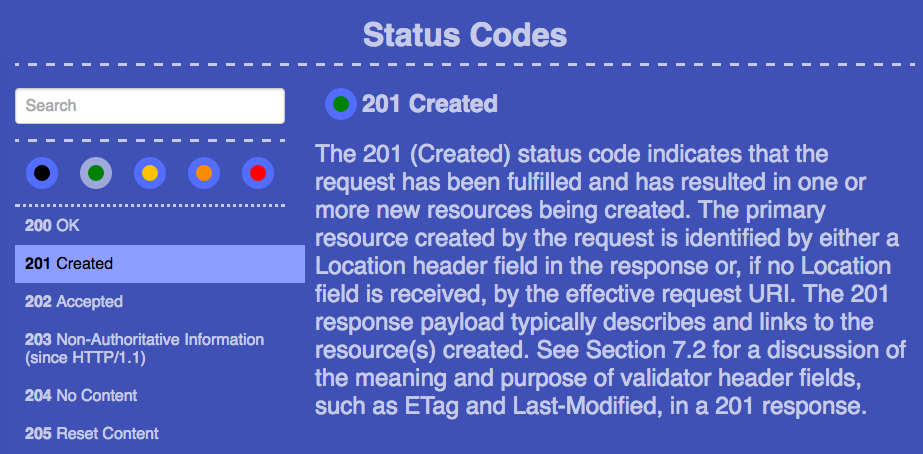 Status Codes
Search
200 OK
201 Created
202 Accepted
203 Non-Authoritative Information
(since HTTP/1.1)
204 No Content
205 Reset Content
201 Created
The 201 (Created) status code indicates that the
request has been fulfilled and has resulted in one or
more new resources being created. The primary
resource created by the request is identified by either a
Location header field in the response or, if no Location
field is received, by the effective request URI. The 201
response payload typically describes and links to the
resource(s) created. See Section 7.2 for a discussion of
the meaning and purpose of validator header fields,
such as ETag and Last-Modified, in a 201 response.